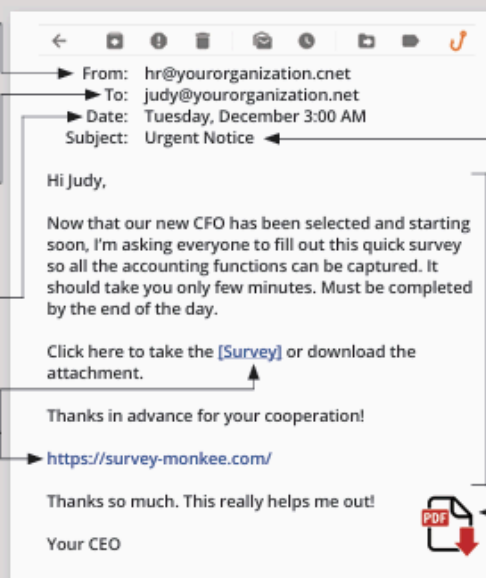 From: hr@yourorganization.cnet
To: judy@yourorganization.net
Date: Tuesday, December 3:00 AM
Subject: Urgent Notice
Hi Judy,
Now that our new CFO has been selected and starting
soon, I'm asking everyone to fill out this quick survey
so all the accounting functions can be captured. It
should take you only few minutes. Must be completed
by the end of the day.
Click here to take the [Survey] or download the
attachment.
Thanks in advance for your cooperation!
https://survey-monkee.com/
Thanks so much. This really helps me out!
PDF
Your CEO